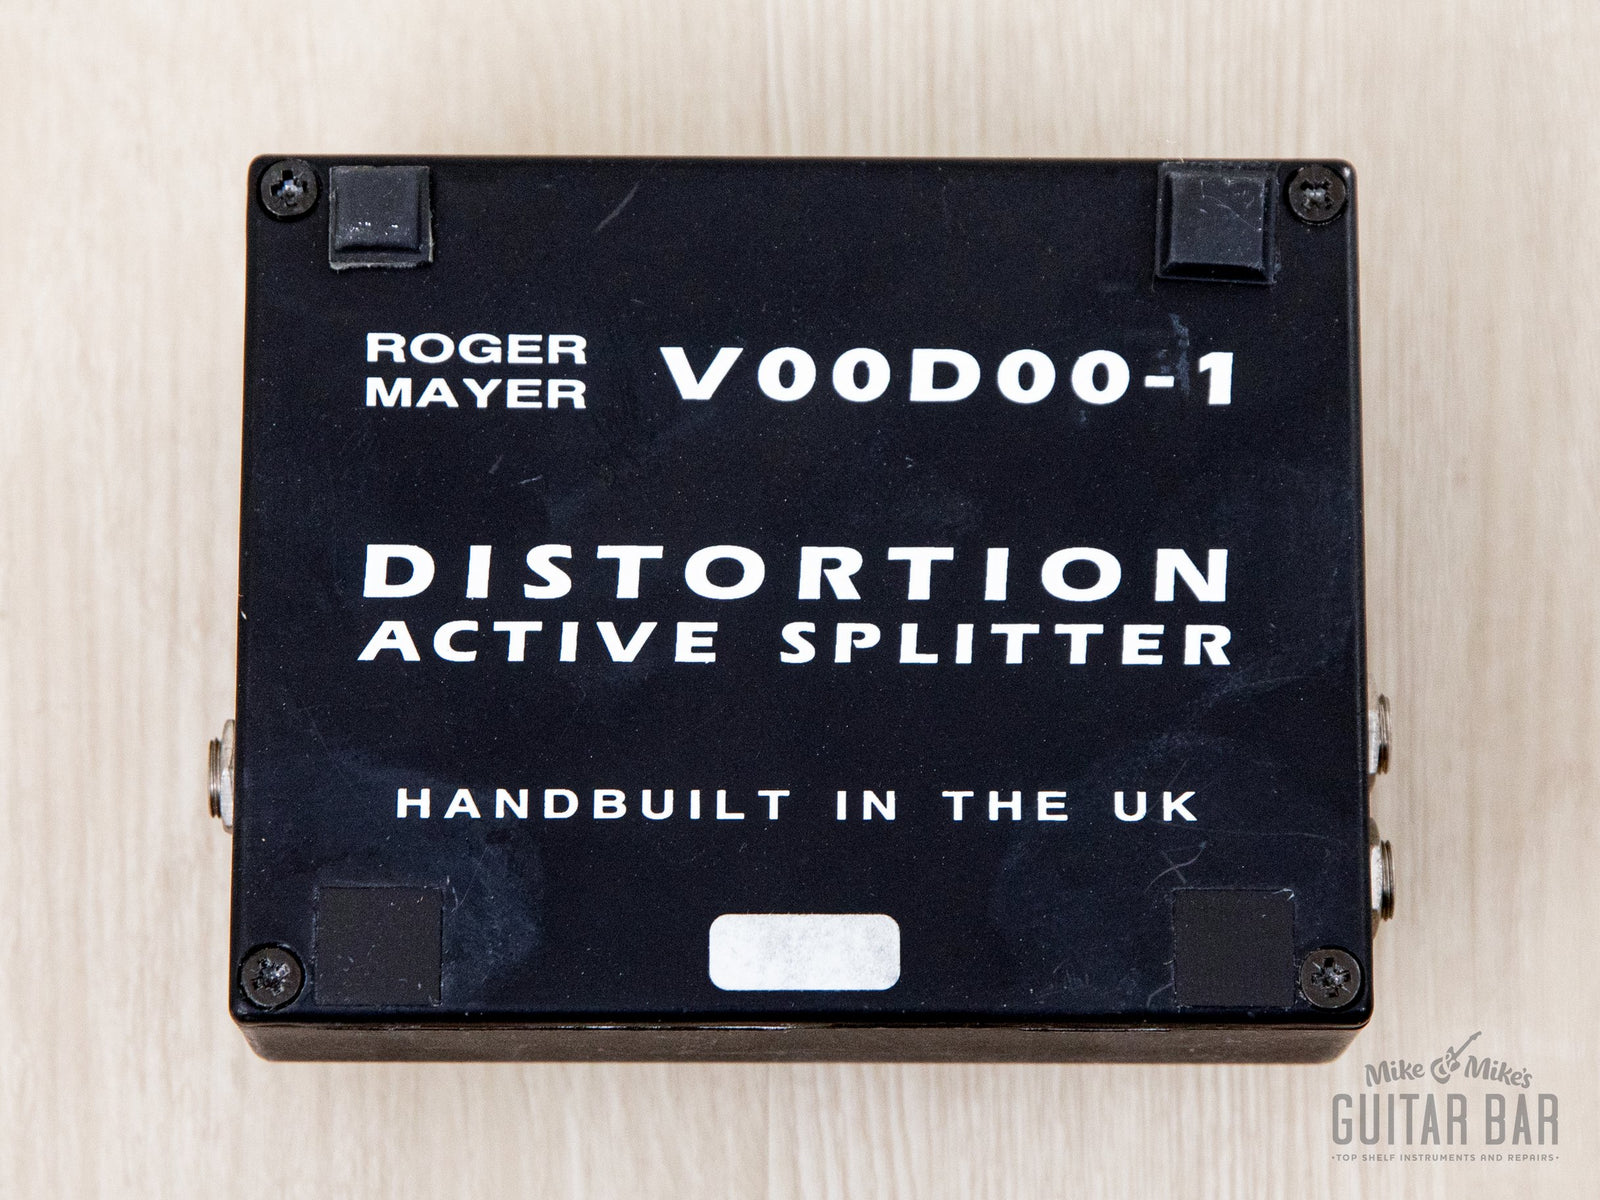 ROGER MAYER V00D00-1
DISTORTION
ACTIVE SPLITTER
HANDBUILT IN THE UK
Mike & Mike's
GUITAR BAR
•TOP SHELF INSTRUMENTS AND REPAIRS•